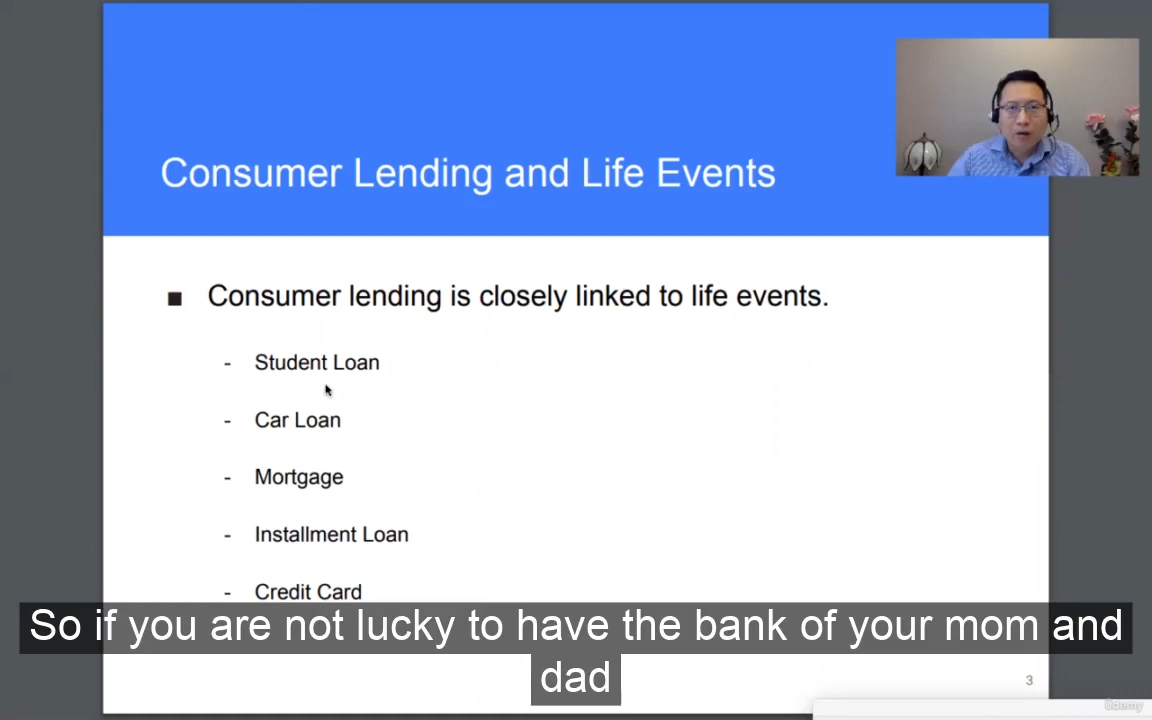 Consumer Lending and Life Events
■ Consumer lending is closely linked to life events.
- Student Loan
- Car Loan
- Mortgage
- Installment Loan
- Credit Card
So if you are not lucky to have the bank of your mom and
dad
3
ûdemy